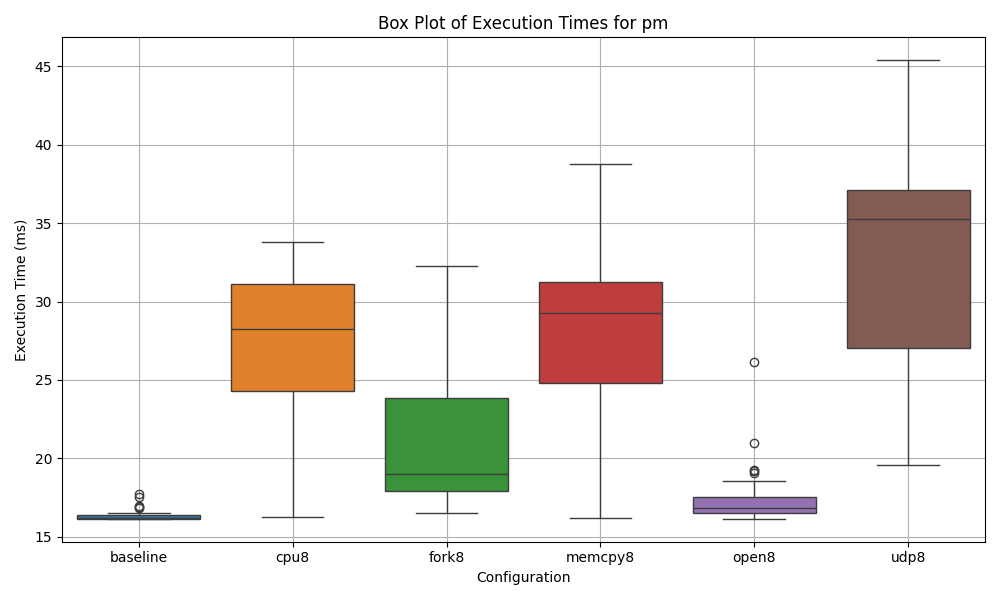 Box Plot of Execution Times for pm
Execution Time (ms)
45
40
35
30
25
20
15
baseline
cpu8
fork8
memcpy8
open8
udp8
Configuration